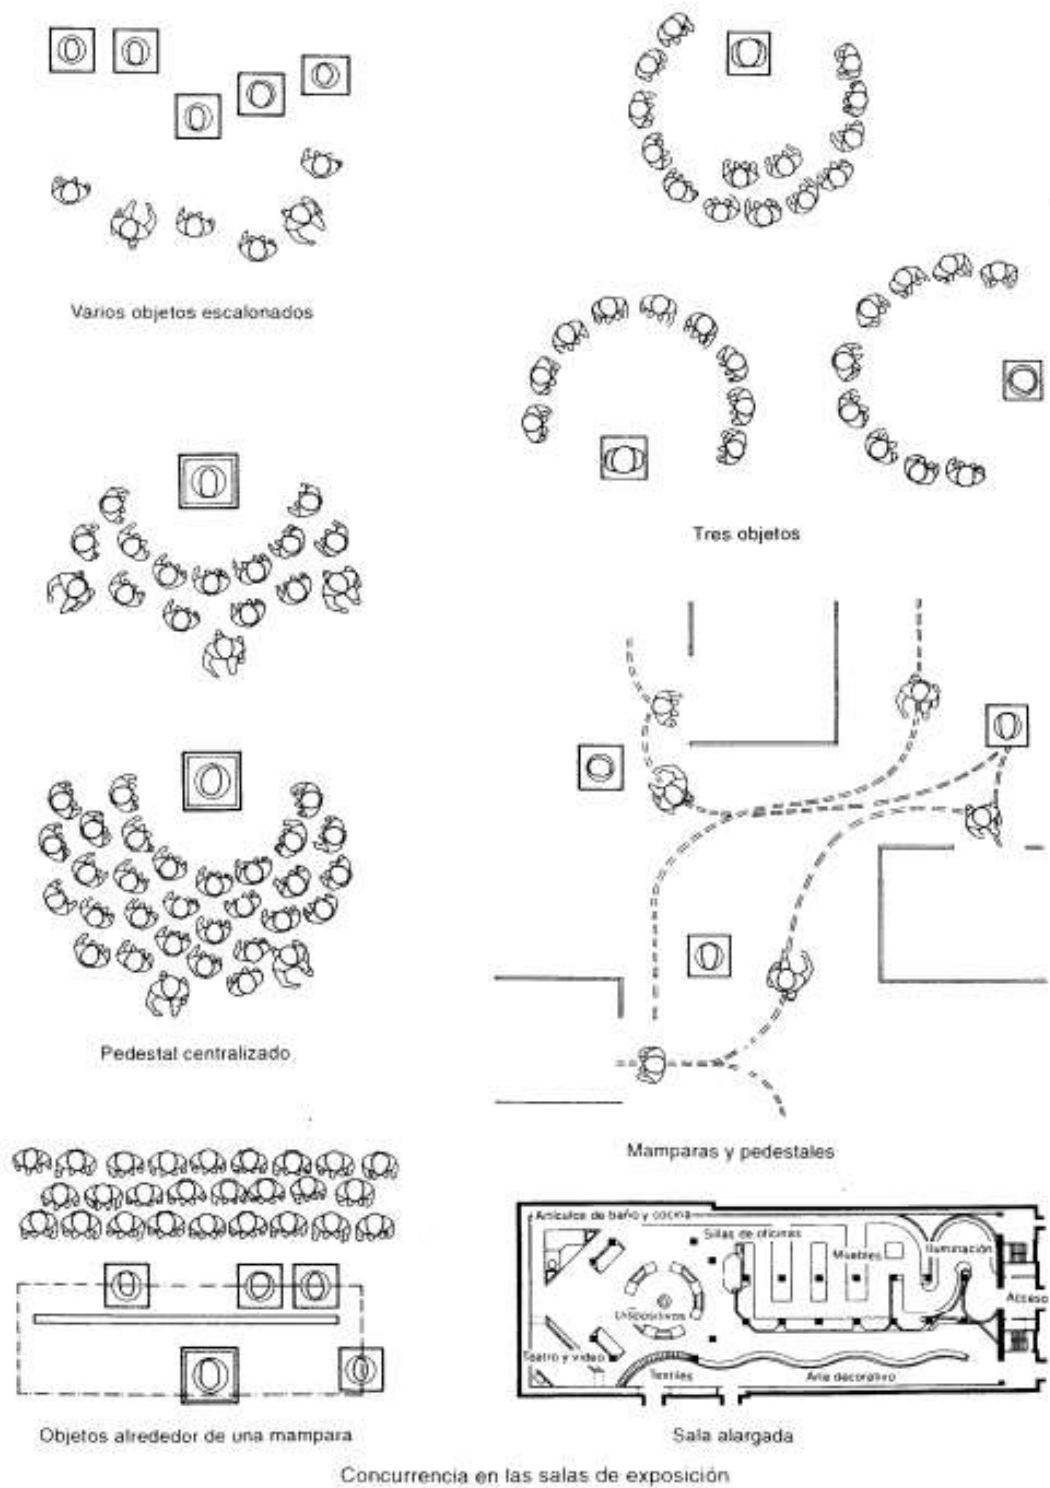 Varios objetos escalonados
Tres objetos
Pedestal centralizado
Mamparas y pedestales
Artículos de baño y cocina
Sillas de oficinas
Muebles
Iluminación
Acceso
Dispositivos
Teatro y video
Textiles
Arte decorativo
Objetos alrededor de una mampara
Sala alargada
Concurrencia en las salas de exposición